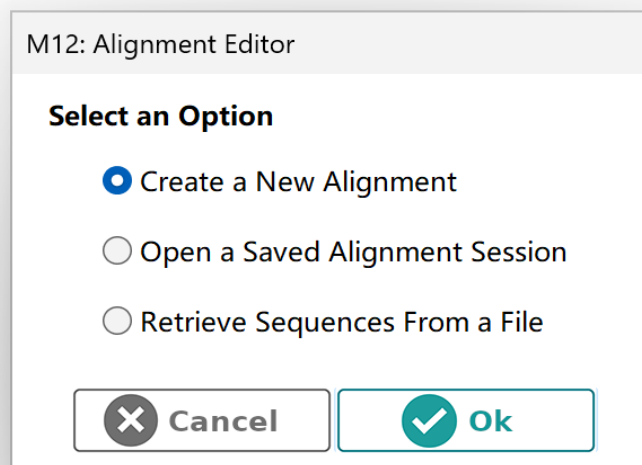 M12: Alignment Editor
Select an Option
Create a New Alignment
Open a Saved Alignment Session
Retrieve Sequences From a File
Cancel Ok